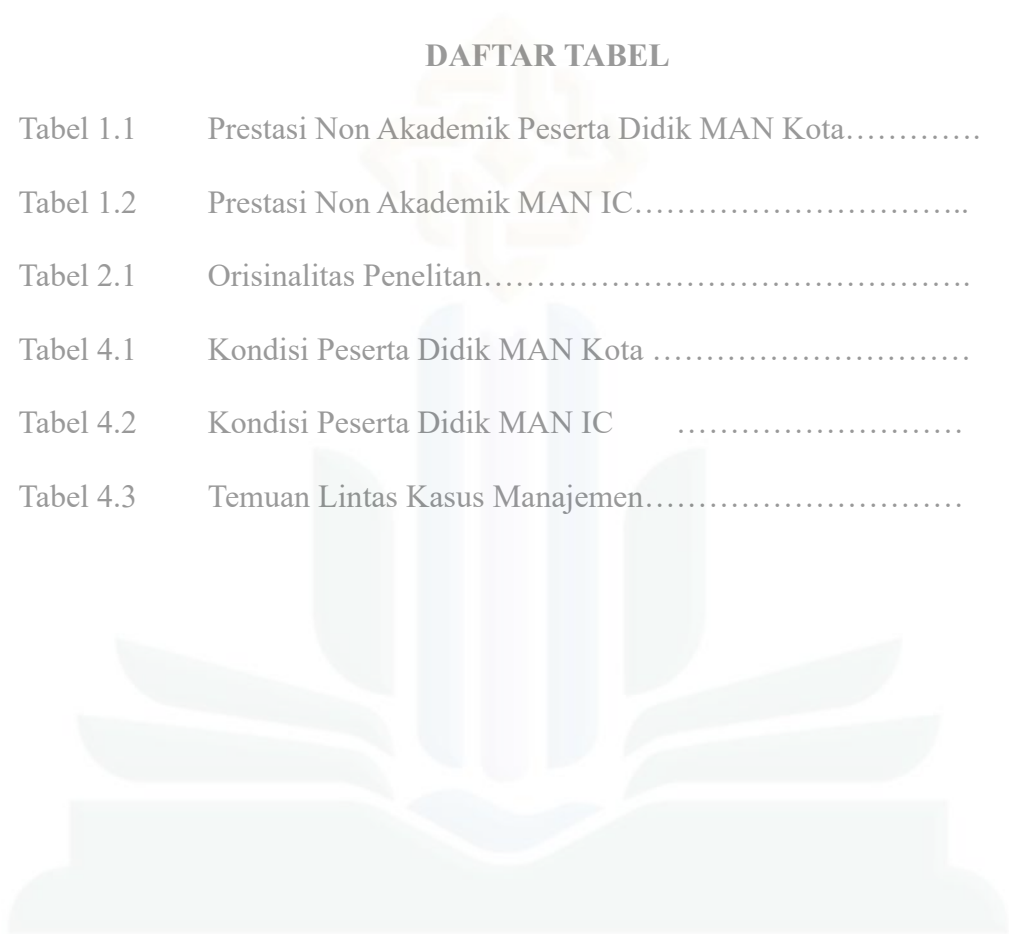 DAFTAR TABEL
Tabel 1.1 Prestasi Non Akademik Peserta Didik MAN Kota………….
Tabel 1.2 Prestasi Non Akademik MAN IC……………………………..
Tabel 2.1 Orisinalitas Penelitan…………………………………………….
Tabel 4.1 Kondisi Peserta Didik MAN Kota …………………………
Tabel 4.2 Kondisi Peserta Didik MAN IC ………………………
Tabel 4.3 Temuan Lintas Kasus Manajemen…………………………